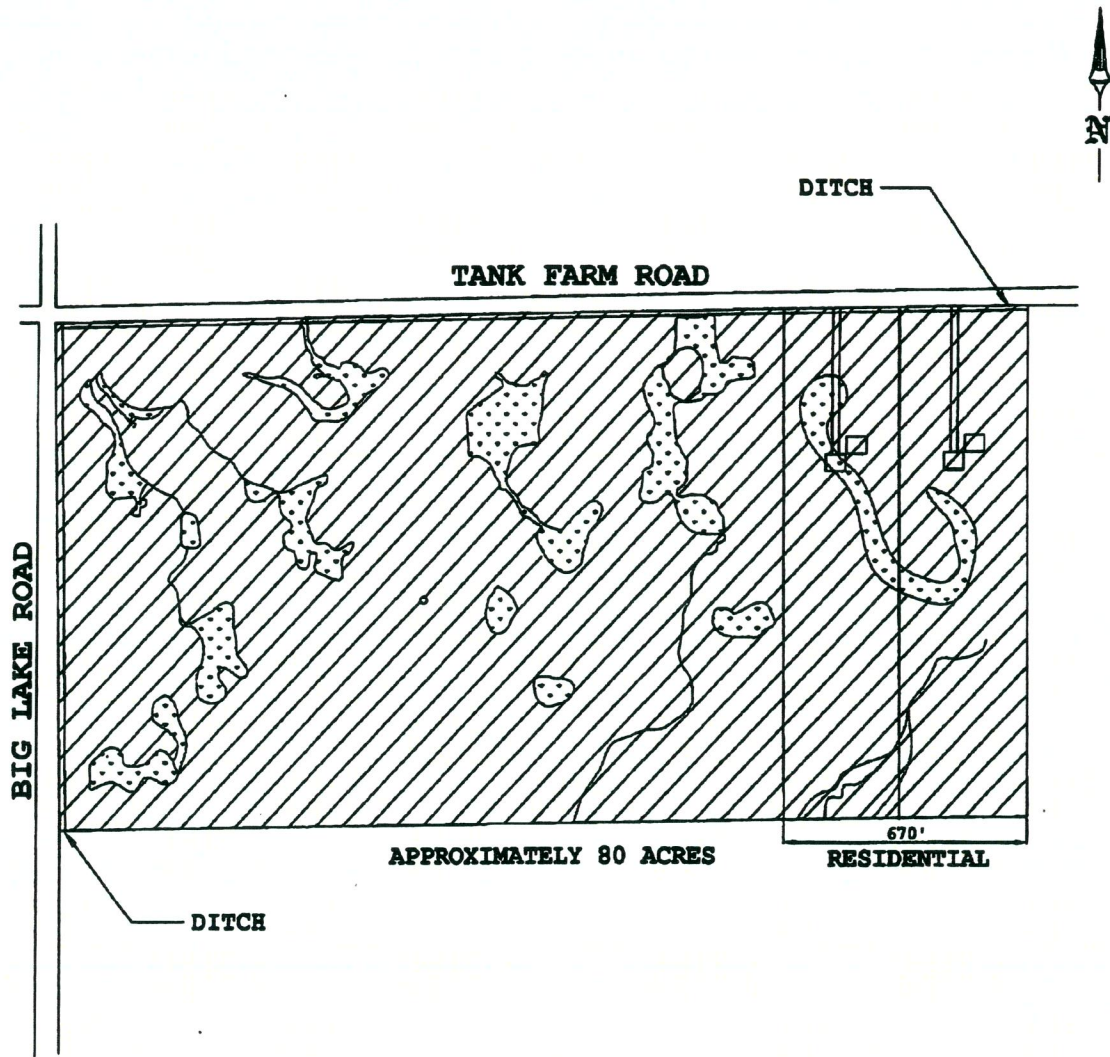 N
DITCH
TANK FARM ROAD
BIG LAKE ROAD
670'
APPROXIMATELY 80 ACRES
RESIDENTIAL
DITCH